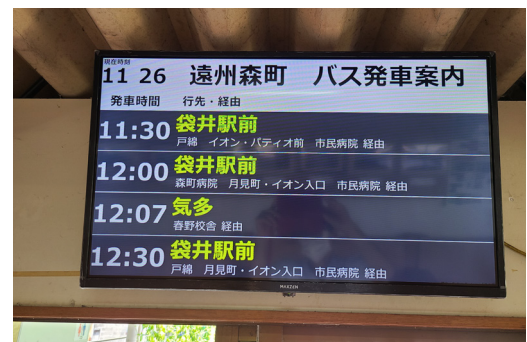 現在時刻
11 26 遠州森町 バス発車案内
発車時間 行先・経由
11:30 袋井駅前
戸綿 イオン・パティオ前 市民病院 経由
12:00 袋井駅前
森町病院 月見町・イオン入口 市民病院 経由
12:07 気多
春野校舎 経由
12:30 袋井駅前
戸綿 月見町・イオン入口 市民病院 経由
MAXZEN